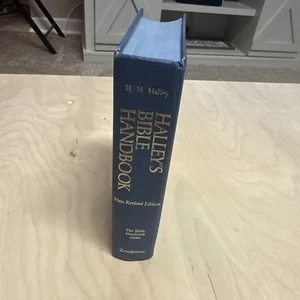 H. H. Halley
HALLEY'S
BIBLE
HANDBOOK
New Revised Edition
The Bible
Handbook
Series
Zondervan